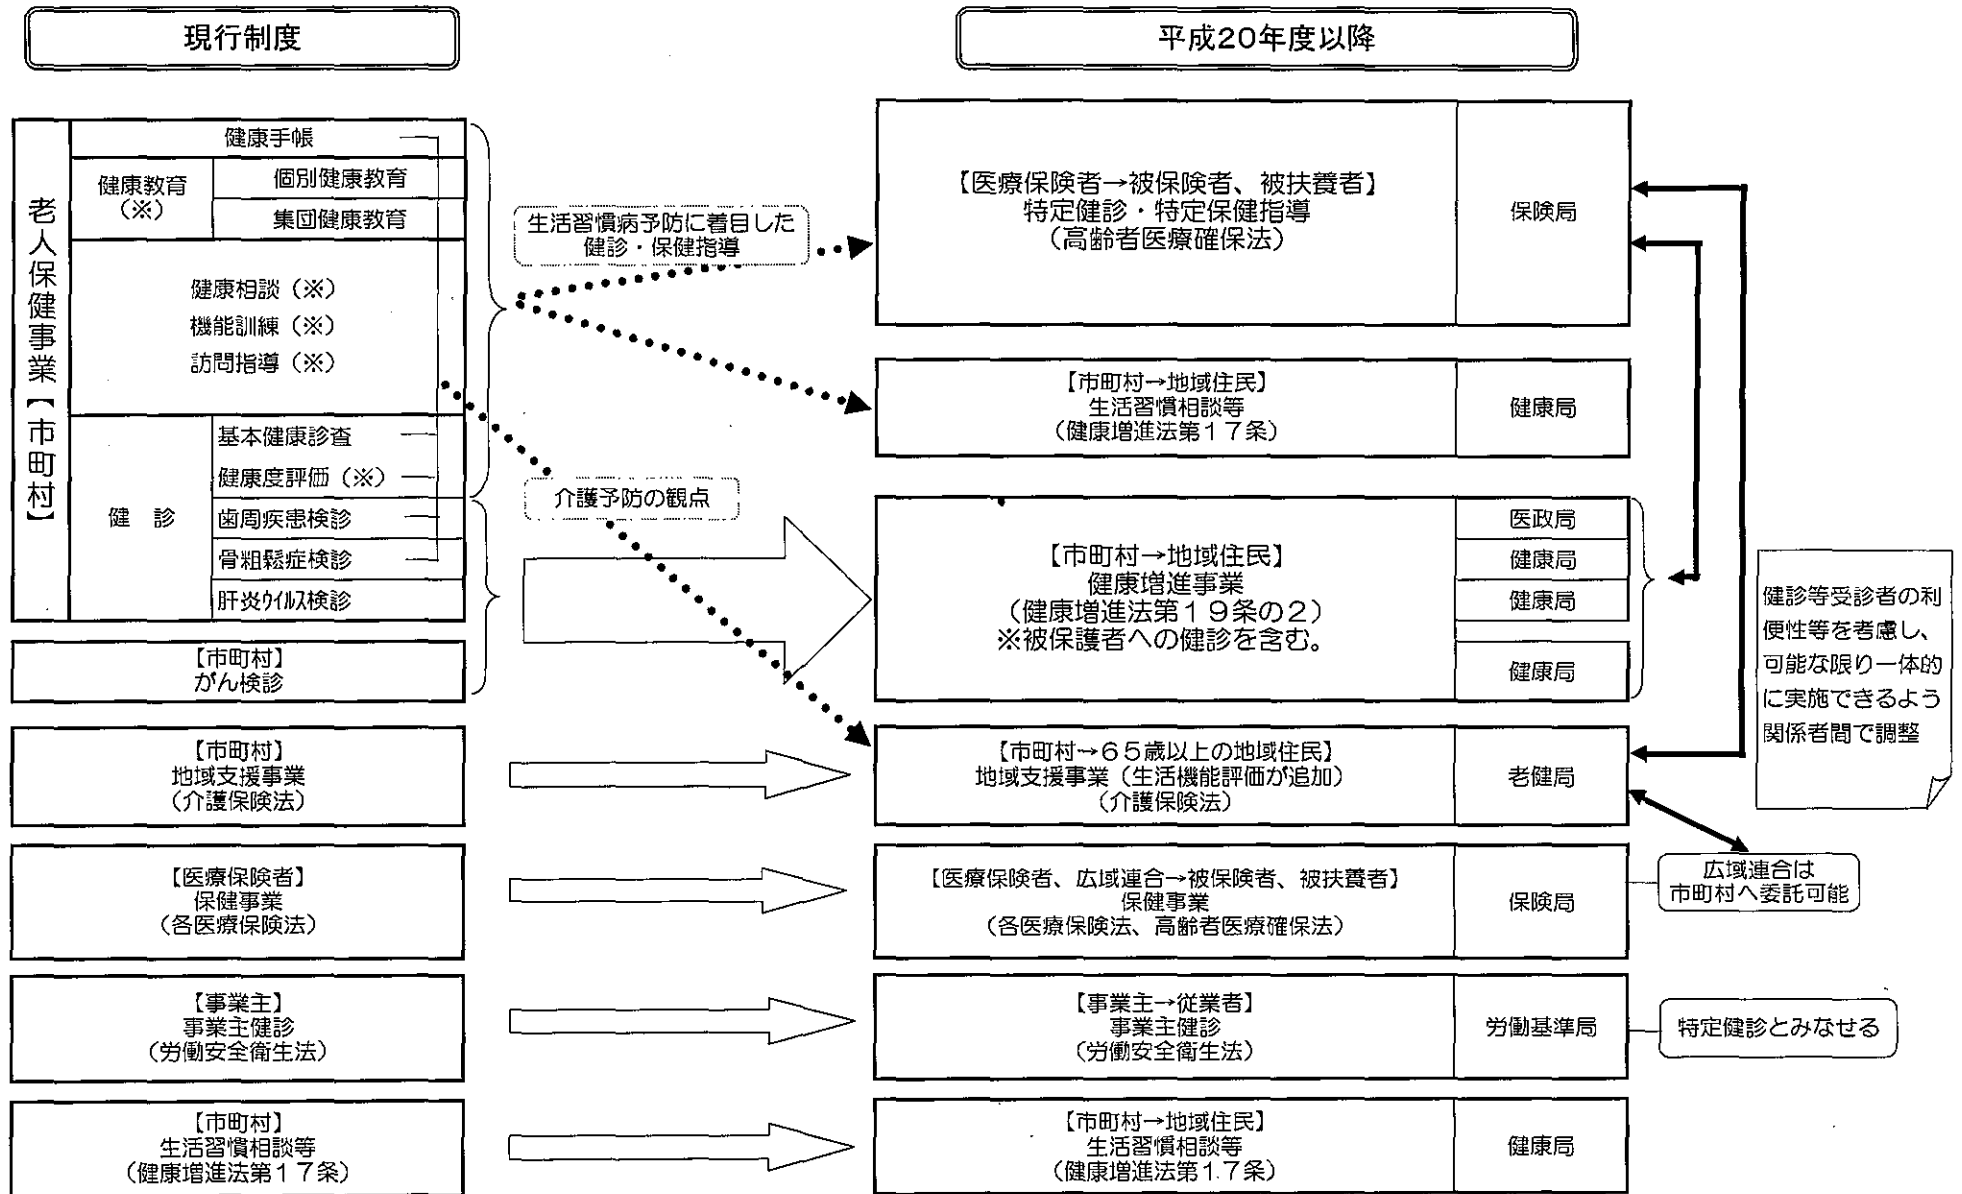 現行制度
平成20年度以降
老人保健事業【市町村】
健康手帳
健康教育
(※)
個別健康教育
集団健康教育
健康相談(※)
機能訓練(※)
訪問指導(※)
健 診
基本健康診査
健康度評価(※)
歯周疾患検診
骨粗鬆症検診
肝炎ウイルス検診
【市町村】
がん検診
【市町村】
地域支援事業
(介護保険法)
【医療保険者】
保健事業
(各医療保険法)
【事業主】
事業主健診
(労働安全衛生法)
【市町村】
生活習慣相談等
(健康増進法第17条)
生活習慣病予防に着目した
健診・保健指導
介護予防の観点
【医療保険者→被保険者、被扶養者】
特定健診・特定保健指導
(高齢者医療確保法)
保険局
【市町村→地域住民】
生活習慣相談等
(健康増進法第17条)
健康局
【市町村→地域住民】
健康増進事業
(健康増進法第19条の2)
※被保護者への健診を含む。
医政局
健康局
健康局
健康局
【市町村→65歳以上の地域住民】
地域支援事業(生活機能評価が追加)
(介護保険法)
老健局
【医療保険者、広域連合→被保険者、被扶養者】
保健事業
(各医療保険法、高齢者医療確保法)
保険局
【事業主→従業者】
事業主健診
(労働安全衛生法)
労働基準局
【市町村→地域住民】
生活習慣相談等
(健康増進法第17条)
健康局
健診等受診者の利
便性等を考慮し、
可能な限り一体的
に実施できるよう
関係者間で調整
広域連合は
市町村へ委託可能
特定健診とみなせる